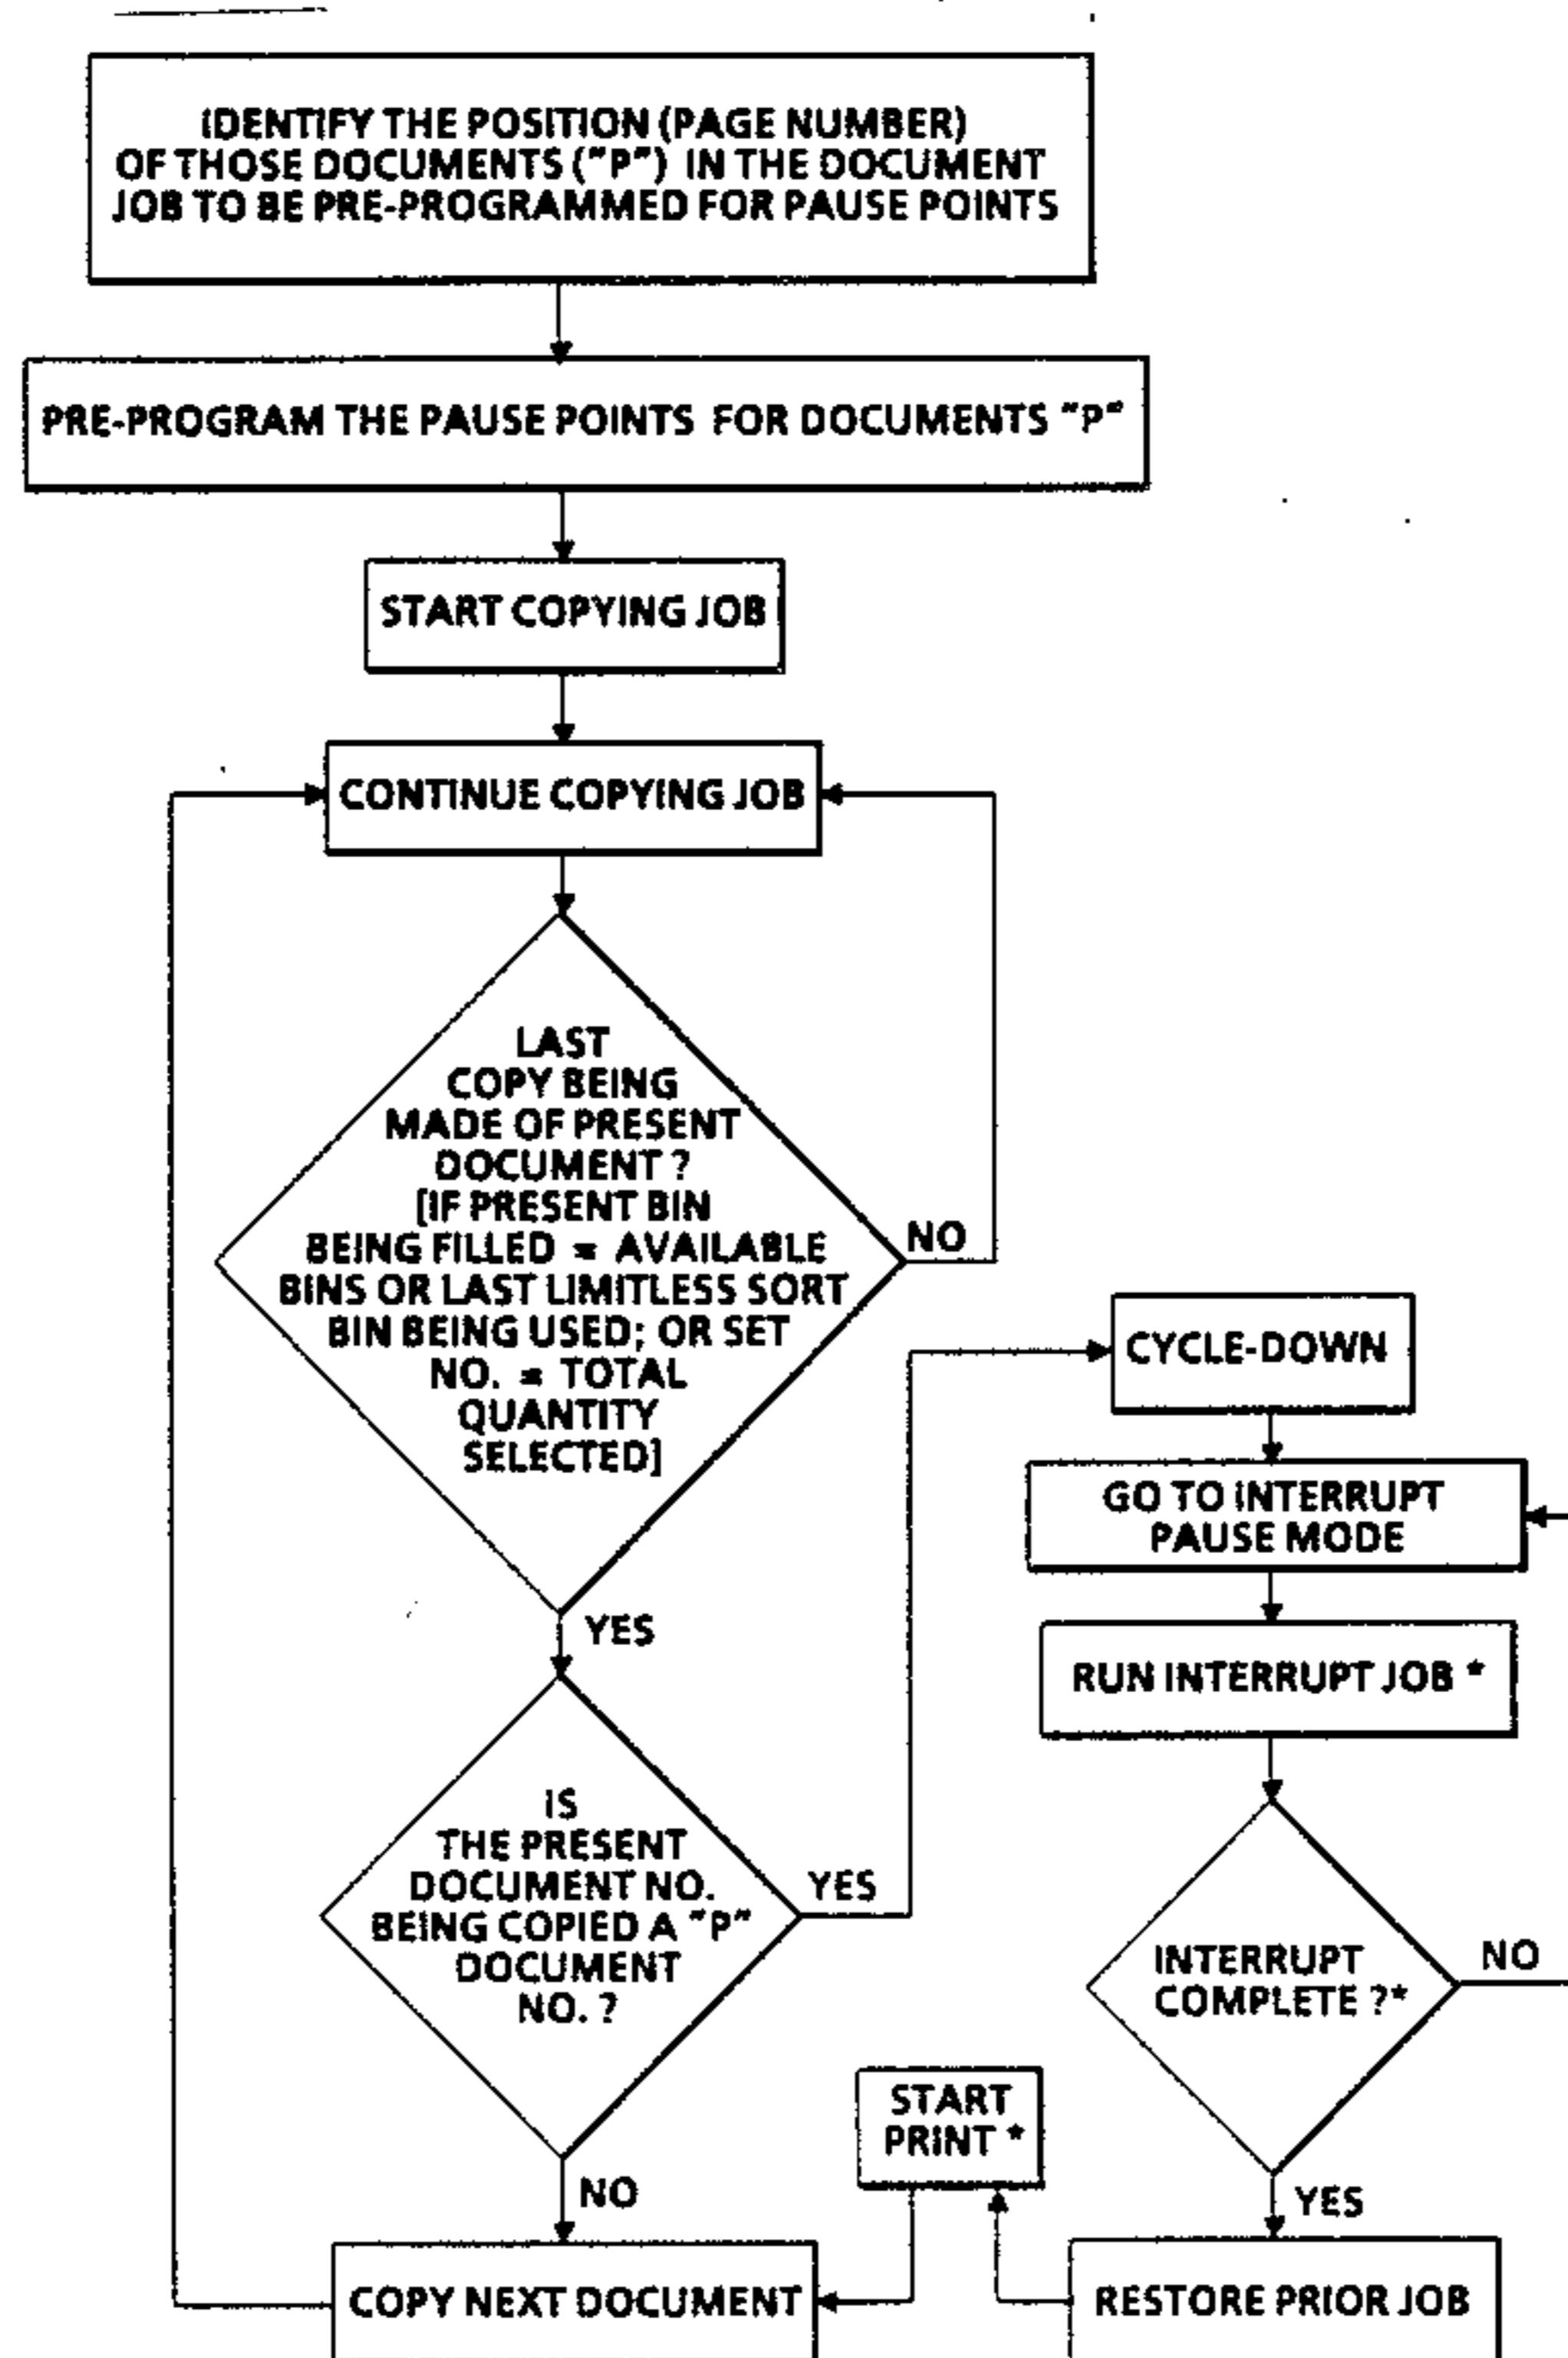 IDENTIFY THE POSITION (PAGE NUMBER)
OF THOSE DOCUMENTS ("P") IN THE DOCUMENT
JOB TO BE PRE-PROGRAMMED FOR PAUSE POINTS
PRE-PROGRAM THE PAUSE POINTS FOR DOCUMENTS "P"
START COPYING JOB
CONTINUE COPYING JOB
LAST
COPY BEING
MADE OF PRESENT
DOCUMENT ?
[IF PRESENT BIN
BEING FILLED = AVAILABLE
BINS OR LAST LIMITLESS SORT
BIN BEING USED; OR SET
NO. = TOTAL
QUANTITY
SELECTED]
NO
YES
IS
THE PRESENT
DOCUMENT NO.
BEING COPIED A "P"
DOCUMENT
NO. ?
YES
NO
COPY NEXT DOCUMENT
CYCLE-DOWN
GO TO INTERRUPT
PAUSE MODE
RUN INTERRUPT JOB *
INTERRUPT
COMPLETE ?*
NO
YES
RESTORE PRIOR JOB
START
PRINT *